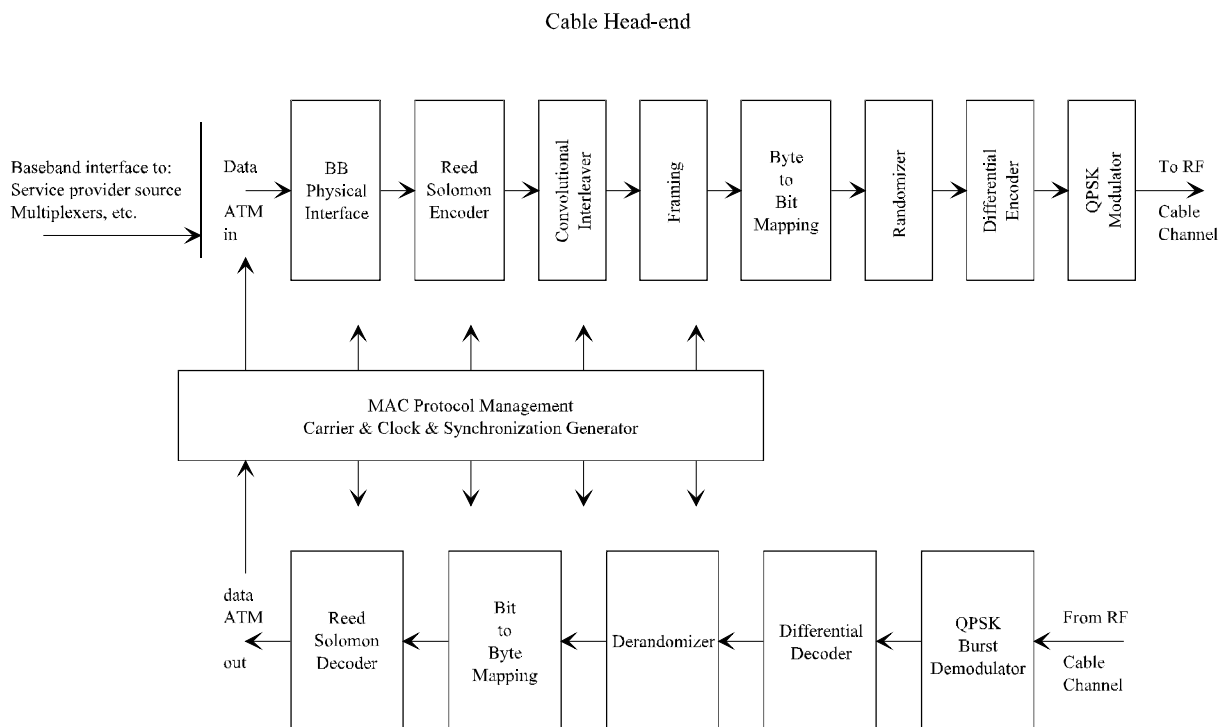 Cable Head-end
Baseband interface to:
Service provider source
Multiplexers, etc.
Data
ATM
in
BB
Physical
Interface
Reed
Solomon
Encoder
Convolutional
Interleaver
Framing
Byte
to
Bit
Mapping
Randomizer
Differential
Encoder
QPSK
Modulator
To RF
Cable
Channel
MAC Protocol Management
Carrier & Clock & Synchronization Generator
data
ATM
out
Reed
Solomon
Decoder
Bit
to
Byte
Mapping
Derandomizer
Differential
Decoder
QPSK
Burst
Demodulator
From RF
Cable
Channel